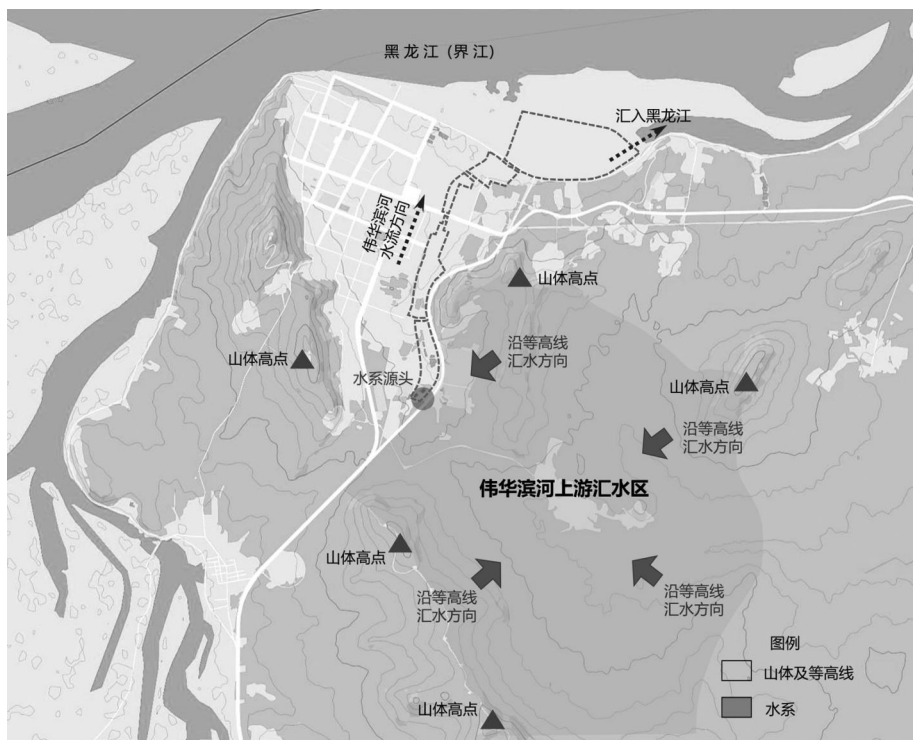 黑龙江（界江）
汇入黑龙江
伟华滨河
水流方向
山体高点
沿等高线
汇水方向
山体高点
水系源头
山体高点
沿等高线
汇水方向
伟华滨河上游汇水区
山体高点
沿等高线
汇水方向
沿等高线
汇水方向
图例
山体及等高线
山体高点
水系